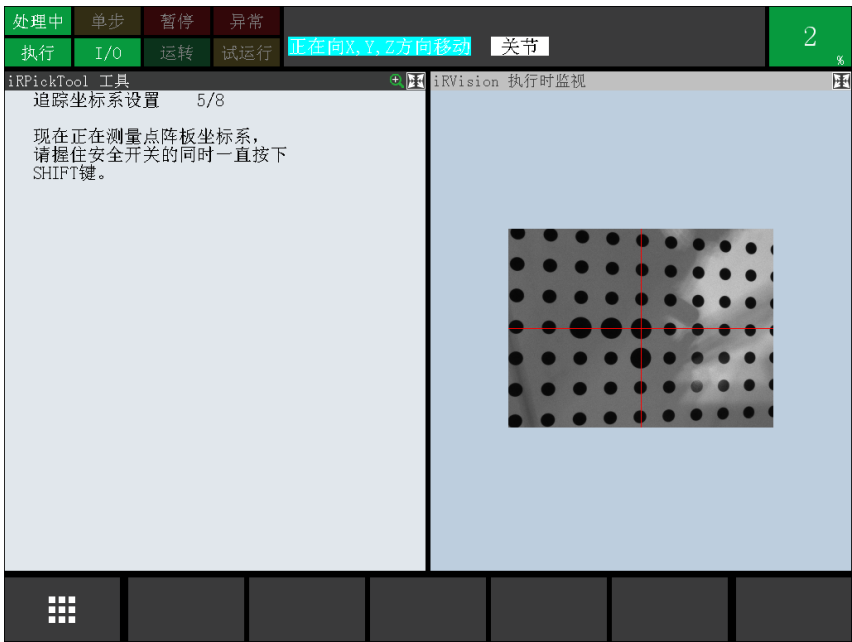 处理中 单步 暂停 异常
执行 I/O 运转 试运行
正在向X,Y,Z方向移动 关节
2 %
iRPickTool 工具
iRVision 执行时监视
追踪坐标系设置 5/8
现在正在测量点阵板坐标系,
请握住安全开关的同时一直按下
SHIFT键。